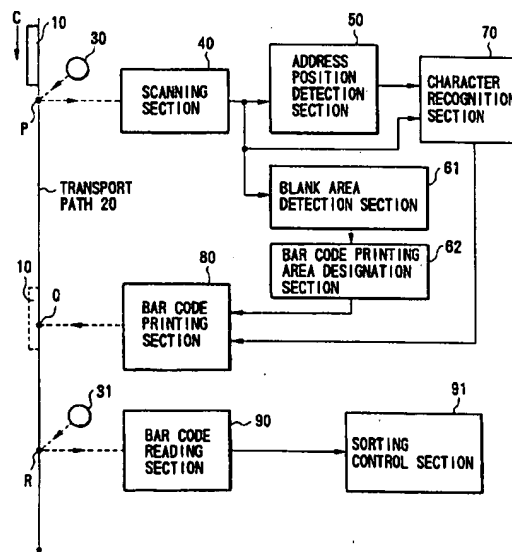 C
10
30
40
50
70
SCANNING
SECTION
ADDRESS
POSITION
DETECTION
SECTION
CHARACTER
RECOGNITION
SECTION
P
61
TRANSPORT
PATH 20
BLANK AREA
DETECTION SECTION
62
BAR CODE PRINTING
AREA DESIGNATION
SECTION
10
Q
80
BAR CODE
PRINTING
SECTION
31
90
91
R
BAR CODE
READING
SECTION
SORTING
CONTROL SECTION